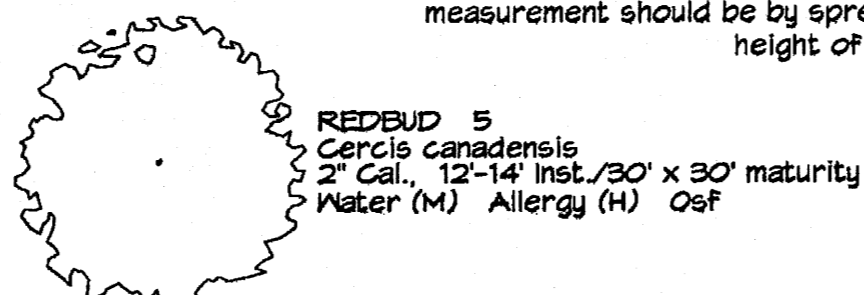 measurement should be by spre
height of
REDBUD 5
Cercis canadensis
2" Cal., 12'-14' Inst./30' x 30' maturity
Water (M) Allergy (H) Osf